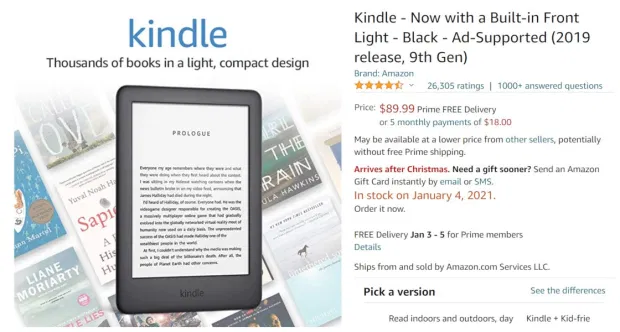 kindle
Thousands of books in a light, compact design
OVE
Yuval Noah
Sapi
LIANE
MORIARTY
THE
RAIN
PAULA HAWKINS
PROLOGUE
Everyone my age remembers where they were and what
they were doing when they first heard about the contest.
I was sitting in my hideout watching cartoons when the
news bulletin broke in on my video feed, announcing that
James Halliday had died during the night.
I'd heard of Halliday, of course. Everyone had. He was the
videogame designer responsible for creating the OASIS,
a massively multiplayer online game that had gradually
evolved into the globally networked virtual reality most of
humanity now used on a daily basis. The unprecedented
success of the OASIS had made Halliday one of the
wealthiest people in the world.
At first, I couldn't understand why the media was making
such a big deal of the billionaire's death. After all, the
people of Planet Earth had other concerns.
kindle
Kindle - Now with a Built-in Front
Light - Black - Ad-Supported (2019
release, 9th Gen)
Brand: Amazon
26,305 ratings | 1000+ answered questions
Price: $89.99 Prime FREE Delivery
or 5 monthly payments of $18.00
May be available at a lower price from other sellers, potentially
without free Prime shipping.
Arrives after Christmas. Need a gift sooner? Send an Amazon
Gift Card instantly by email or SMS.
In stock on January 4, 2021.
Order it now.
FREE Delivery Jan 3 - 5 for Prime members
Details
Ships from and sold by Amazon.com Services LLC.
Pick a version
See the differences
Read indoors and outdoors, day
Kindle + Kid-frie